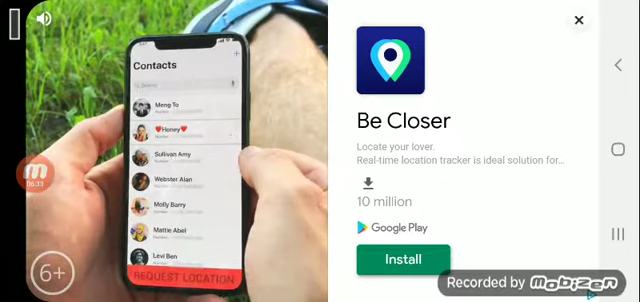 Contacts
Search
Meng To
❤Honey❤
Sullivan Amy
Webster Alan
Molly Barry
Mattie Abel
Levi Ben
REQUEST LOCATION
06:33
6+
Be Closer
Locate your lover.
Real-time location tracker is ideal solution for...
10 million
Google Play
Install
Recorded by mobizen